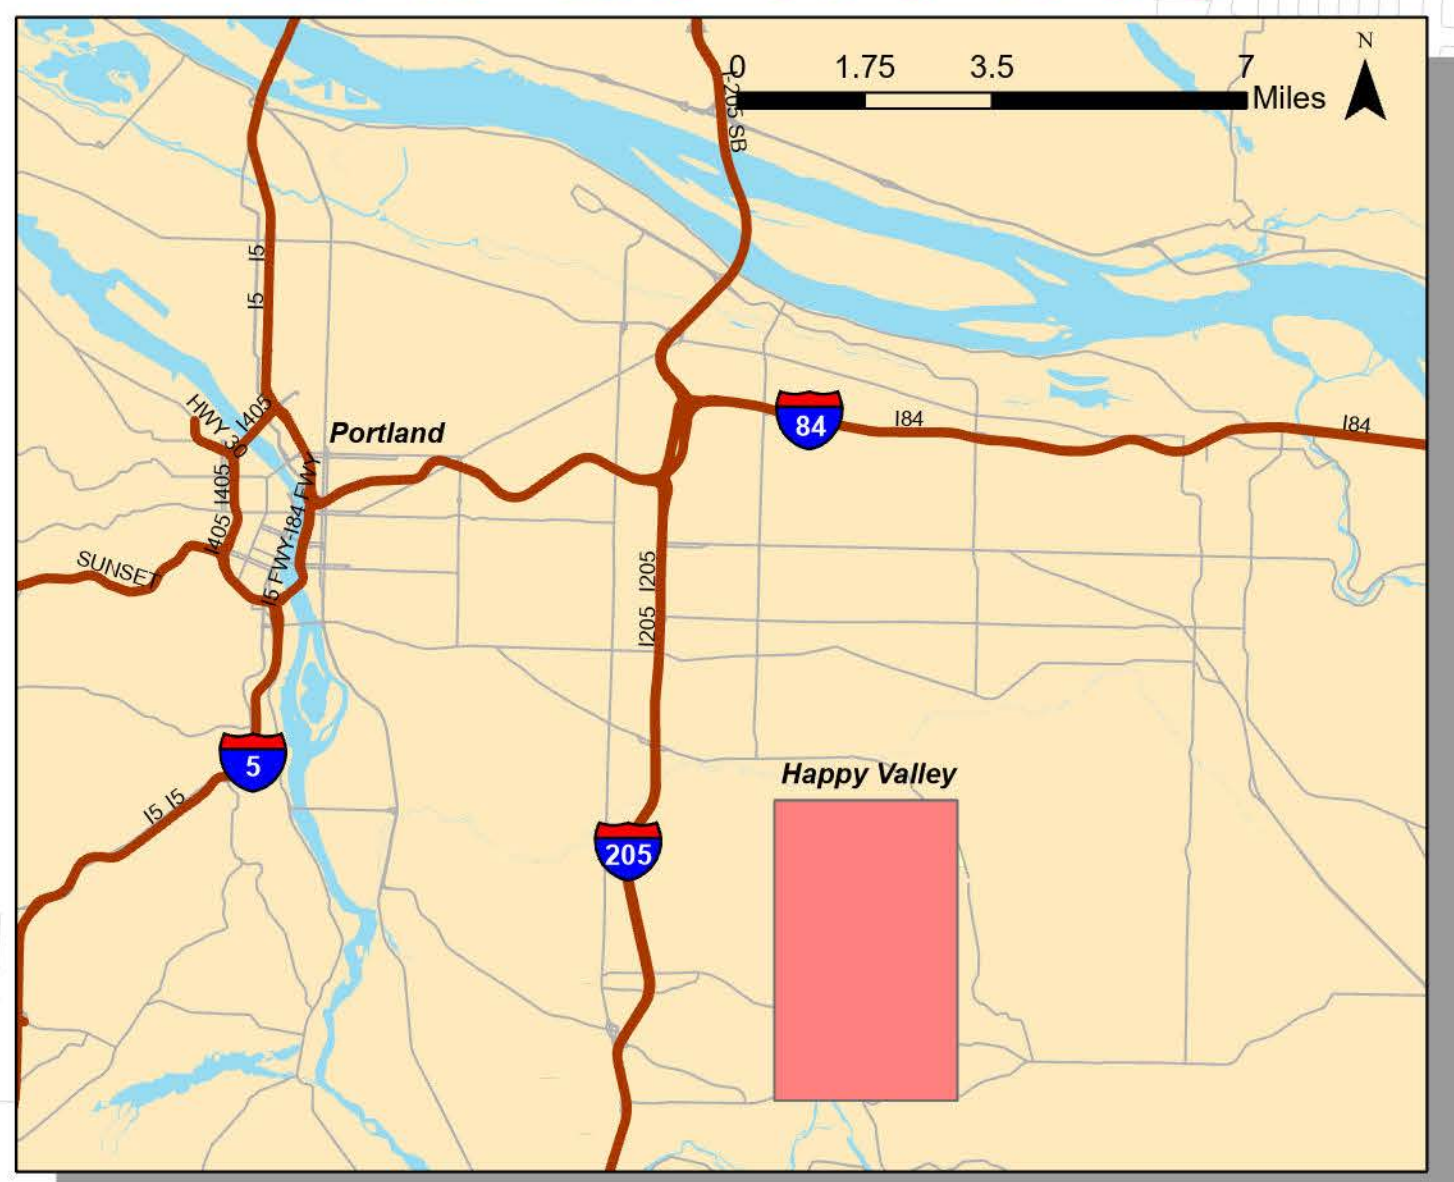 N
0 1.75 3.5 7
Miles
I-205 SB
I5
I5
HWY 30
I405
Portland
84
I84
I84
I405
I405
I5 FWY-I84 FWY
SUNSET
I205
I205
5
I5 I5
Happy Valley
205